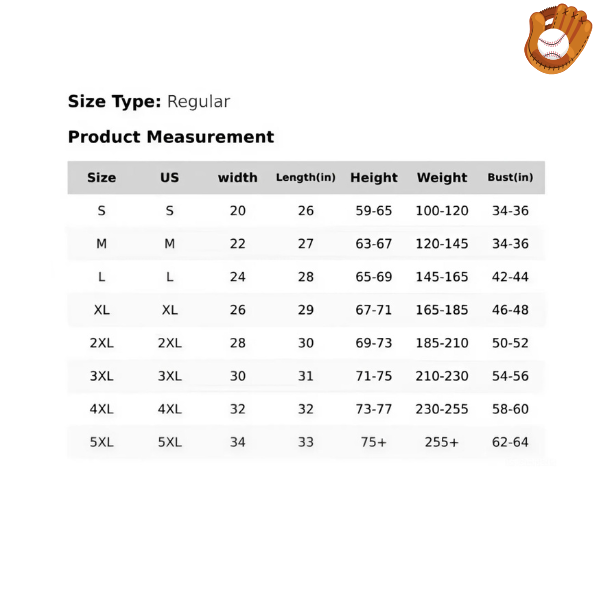 Size Type: Regular
Product Measurement
Size US width Length(in) Height Weight Bust(in)
S S 20 26 59-65 100-120 34-36
M M 22 27 63-67 120-145 34-36
L L 24 28 65-69 145-165 42-44
XL XL 26 29 67-71 165-185 46-48
2XL 2XL 28 30 69-73 185-210 50-52
3XL 3XL 30 31 71-75 210-230 54-56
4XL 4XL 32 32 73-77 230-255 58-60
5XL 5XL 34 33 75+ 255+ 62-64